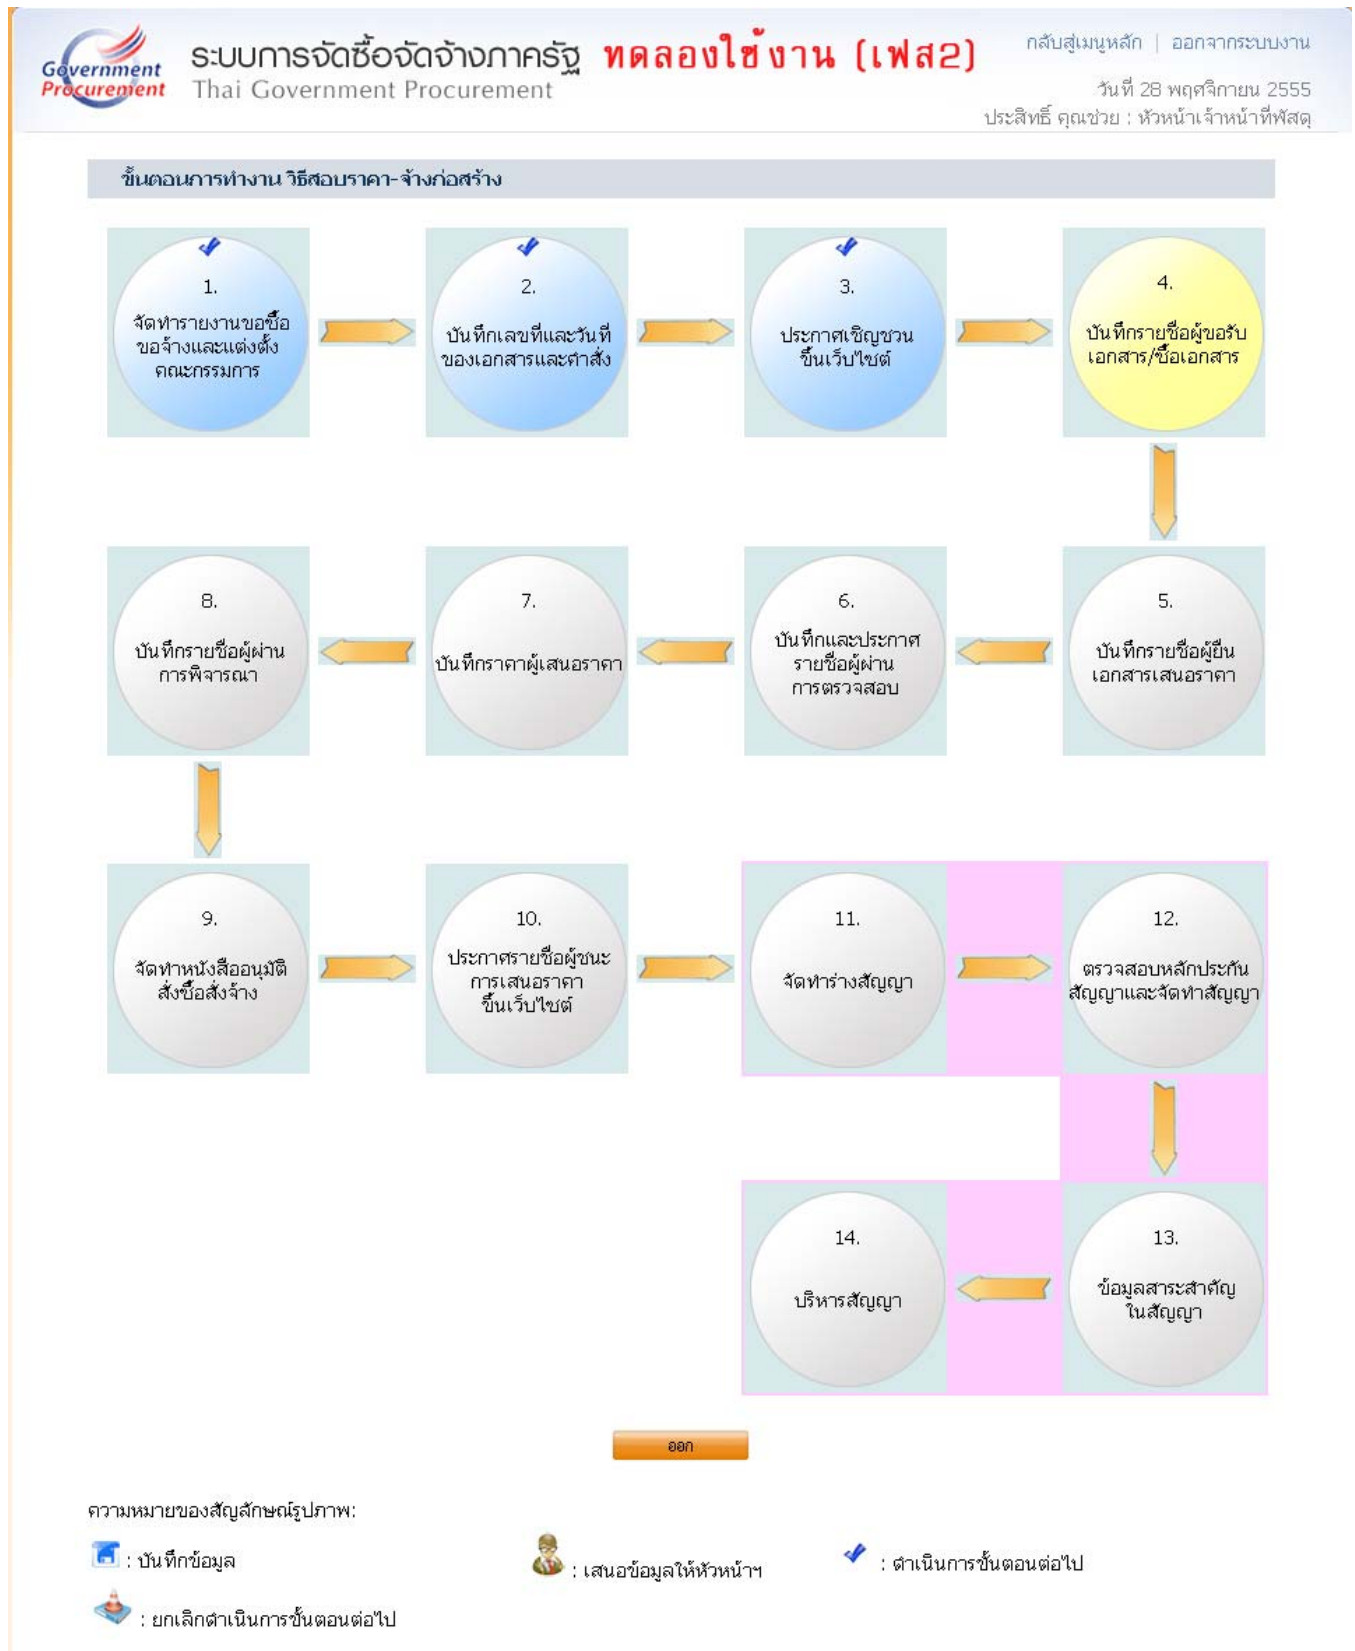 Government
Procurement
ระบบการจัดซื้อจัดจ้างภาครัฐ ทดลองใช้งาน (เฟส2)
Thai Government Procurement
กลับสู่เมนูหลัก | ออกจากระบบงาน
วันที่ 28 พฤศจิกายน 2555
ประสิทธิ์ คุณช่วย : หัวหน้าเจ้าหน้าที่พัสดุ
ขั้นตอนการทำงาน วิธีสอบราคา-จ้างก่อสร้าง
1.
จัดทำรายงานขอซื้อ
ขอจ้างและแต่งตั้ง
คณะกรรมการ
2.
บันทึกเลขที่และวันที่
ของเอกสารและคำสั่ง
3.
ประกาศเชิญชวน
ขึ้นเว็บไซต์
4.
บันทึกรายชื่อผู้ขอรับ
เอกสาร/ซื้อเอกสาร
5.
บันทึกรายชื่อผู้ยื่น
เอกสารเสนอราคา
6.
บันทึกและประกาศ
รายชื่อผู้ผ่าน
การตรวจสอบ
7.
บันทึกราคาผู้เสนอราคา
8.
บันทึกรายชื่อผู้ผ่าน
การพิจารณา
9.
จัดทำหนังสืออนุมัติ
สั่งซื้อสั่งจ้าง
10.
ประกาศรายชื่อผู้ชนะ
การเสนอราคา
ขึ้นเว็บไซต์
11.
จัดทำร่างสัญญา
12.
ตรวจสอบหลักประกัน
สัญญาและจัดทำสัญญา
13.
ข้อมูลสาระสำคัญ
ในสัญญา
14.
บริหารสัญญา
ออก
ความหมายของสัญลักษณ์รูปภาพ:
: บันทึกข้อมูล
: เสนอข้อมูลให้หัวหน้าฯ
: ดำเนินการขั้นตอนต่อไป
: ยกเลิกดำเนินการขั้นตอนต่อไป